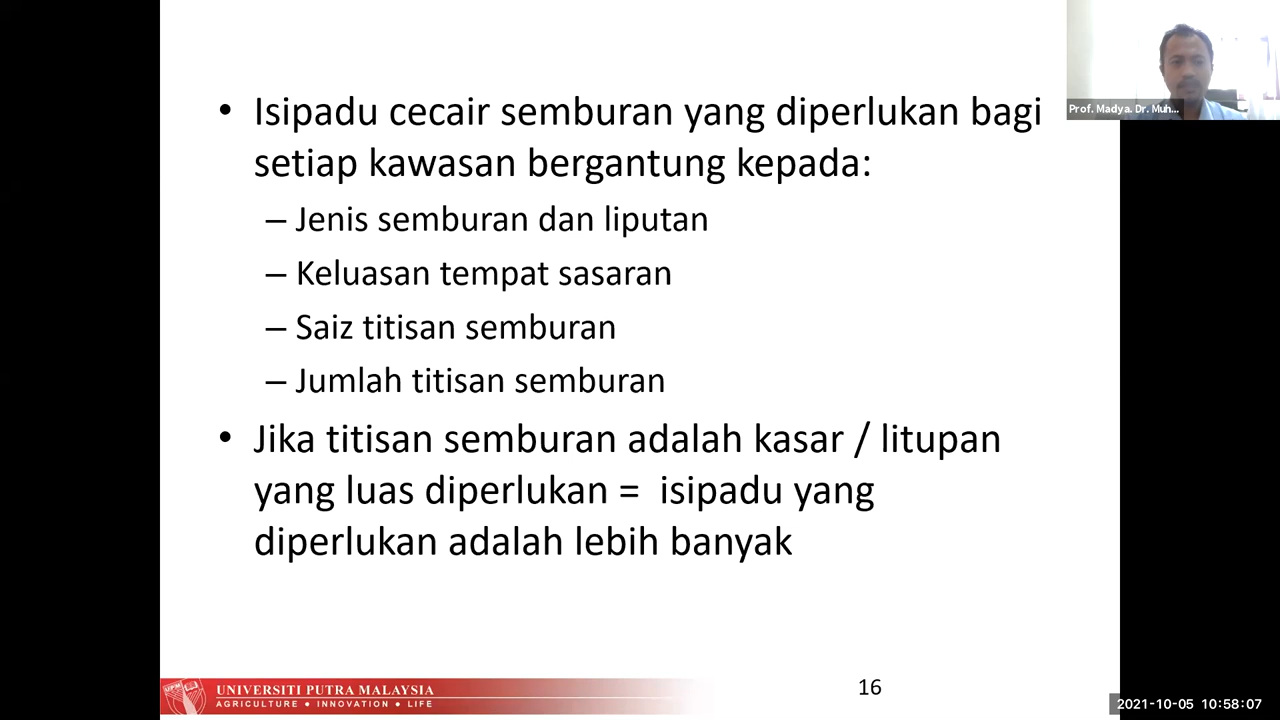 Prof. Madya. Dr. Muh...
• Isipadu cecair semburan yang diperlukan bagi
setiap kawasan bergantung kepada:
– Jenis semburan dan liputan
– Keluasan tempat sasaran
– Saiz titisan semburan
– Jumlah titisan semburan
• Jika titisan semburan adalah kasar / litupan
yang luas diperlukan = isipadu yang
diperlukan adalah lebih banyak
UPM
UNIVERSITI PUTRA MALAYSIA
AGRICULTURE • INNOVATION • LIFE
16
2021-10-05 10:58:07